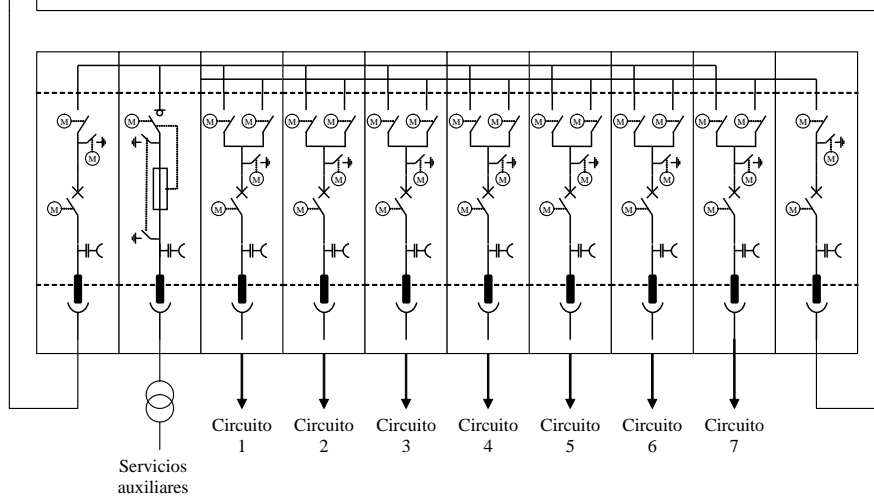 M M M M M M M M M M M M M M M M M
M M M M M M M M M
M M M M M M M M M
Circuito Circuito Circuito Circuito Circuito Circuito Circuito
1 2 3 4 5 6 7
Servicios
auxiliares